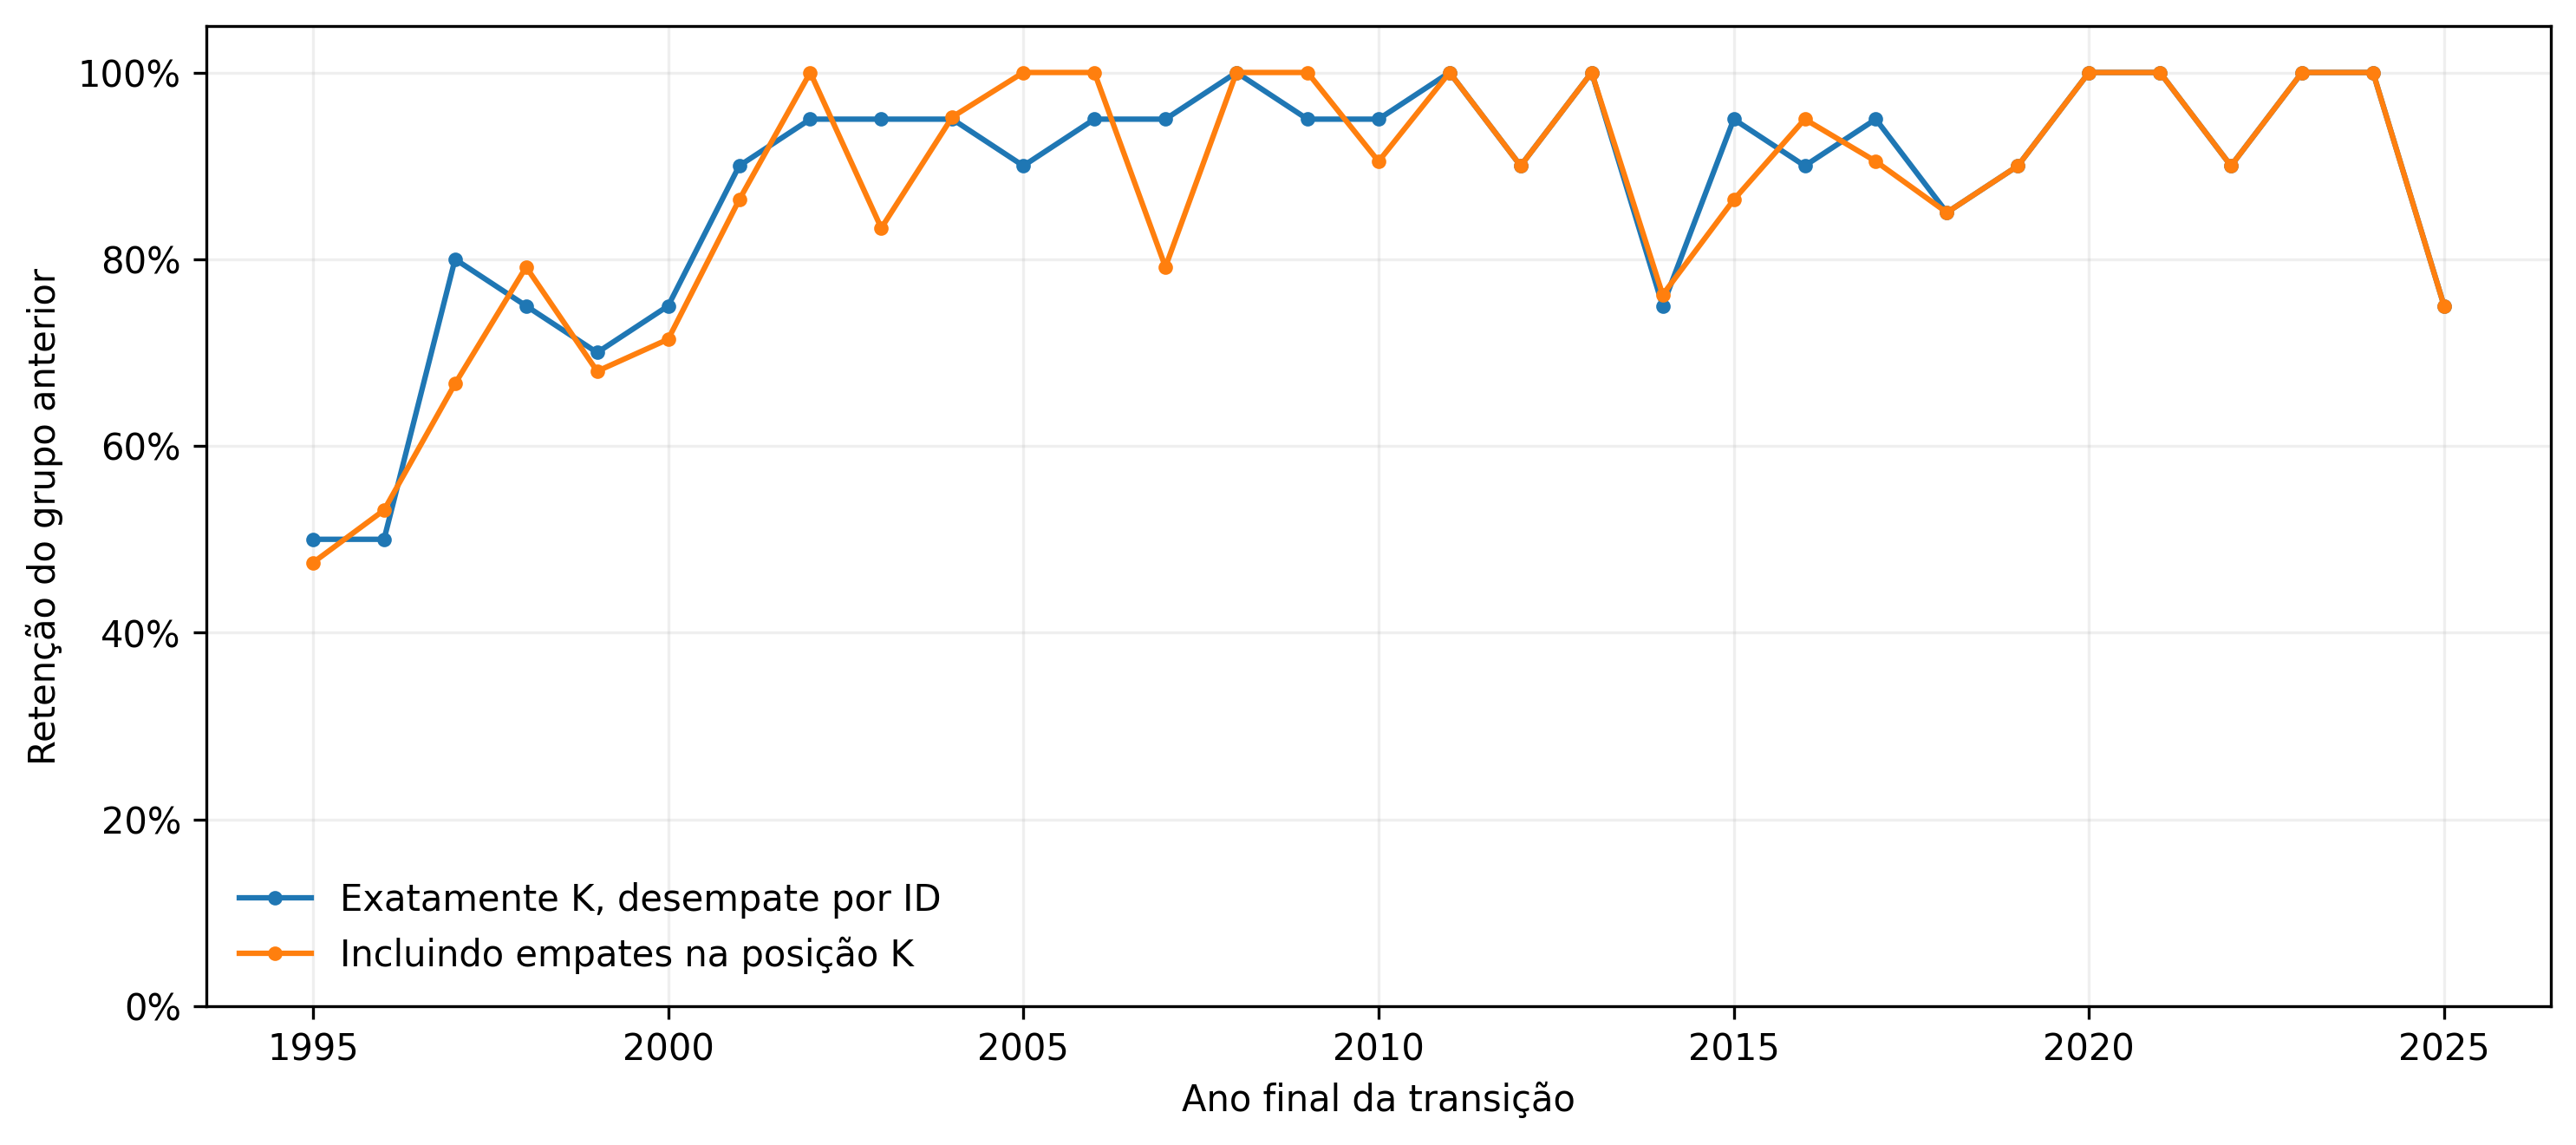 Retenção do grupo anterior
100%
80%
60%
40%
20%
0%
Exatamente K, desempate por ID
Incluindo empates na posição K
1995 2000 2005 2010 2015 2020 2025
Ano final da transição